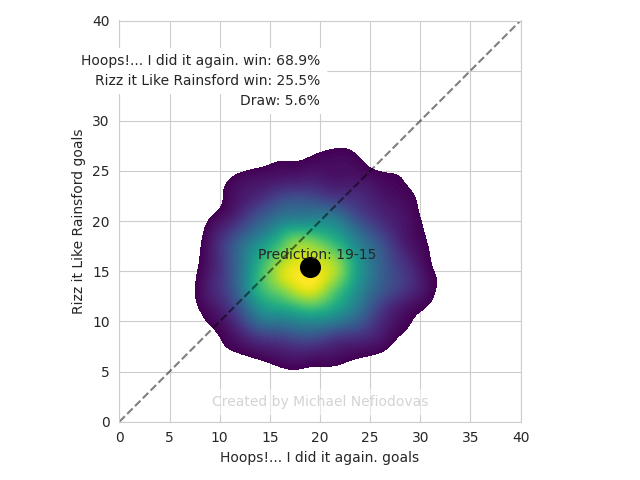 Hoops!... I did it again. win: 68.9%
Rizz it Like Rainsford win: 25.5%
Draw: 5.6%
Prediction: 19-15
Created by Michael Nefiodovas
Rizz it Like Rainsford goals
40
30
25
20
15
10
5
0
0 5 10 15 20 25 30 35 40
Hoops!... I did it again. goals